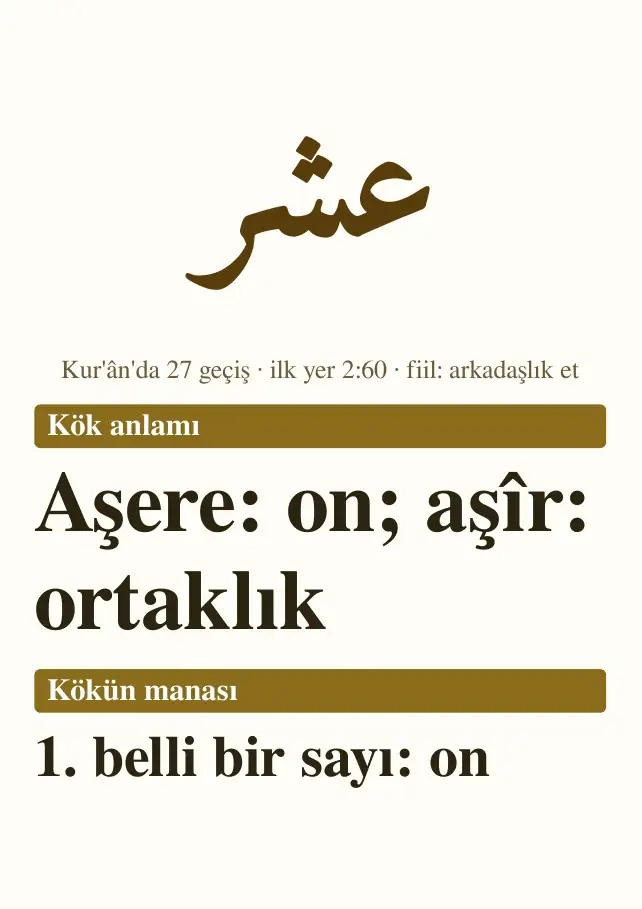 عشر
Kur'ân'da 27 geçiş · ilk yer 2:60 · fiil: arkadaşlık et
Kök anlamı
Aşere: on; aşîr:
ortaklık
Kökün manası
1. belli bir sayı: on